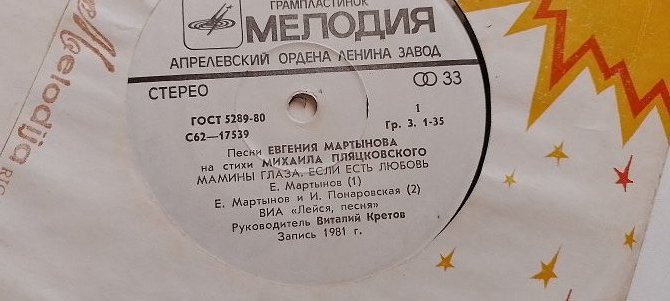 ГРАМПЛАСТИНОК
МЕЛОДИЯ
АПРЕЛЕВСКИЙ ОРДЕНА ЛЕНИНА ЗАВОД
СТЕРЕО
33
ГОСТ 5289-80
1
С62—17539
Гр. 3. 1-35
Песни ЕВГЕНИЯ МАРТЫНОВА
на стихи МИХАИЛА ПЛЯЦКОВСКОГО
МАМИНЫ ГЛАЗА. ЕСЛИ ЕСТЬ ЛЮБОВЬ
Е. Мартынов (1)
Е. Мартынов и И. Понаровская (2)
ВИА «Лейся, песня»
Руководитель Виталий Кретов
Запись 1981 г.
Melodija